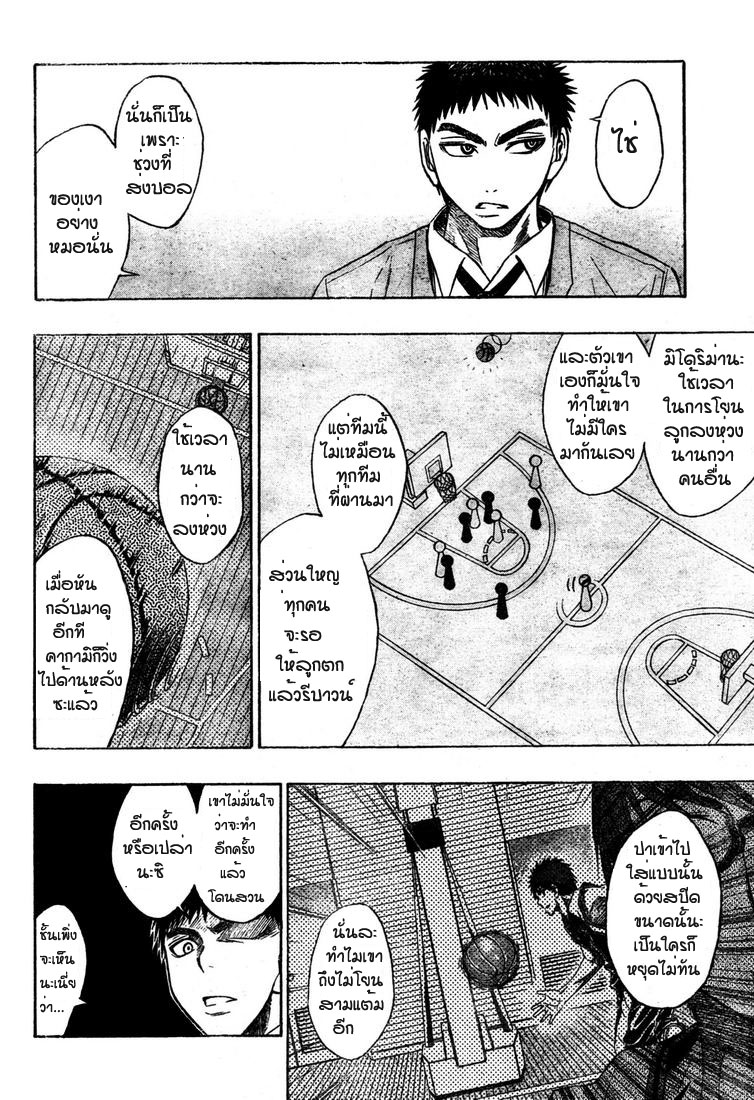 ใช่
นั่นก็เป็น
เพราะ
ช่วงที่
ส่งบอล
ของเงา
อย่าง
หมอนั่น
มิโดริม่านะ
ใช้เวลา
ในการโยน
ลูกลงห่วง
นานกวา
คนอื่น
และตัวเขา
เองก็มั่นใจ
ทำให้เขา
ไม่มีใคร
มากันเลย
แต่ทีมนี้
ไม่เหมือน
ทุกทีม
ที่ผ่านมา
ส่วนใหญ่
ทุกคน
จะรอ
ให้ลูกตก
แล้วรีบาวน์
ใช้เวลา
นาน
กว่าจะ
ลงห่วง
เมื่อหัน
กลับมาดู
อีกที
คากามิก็วิ่ง
ไปด้านหลัง
ซะแล้ว
ปาเข้าไป
ใส่แบบนั้น
ด้วยสปีด
ขนาดนั้นะ
เป็นใครก็
หยุดไม่ทัน
นั่นละ
ทำไมเขา
ถึงไม่โยน
สามแต้ม
อีก
เขาไม่มั่นใจ
ว่าจะทำ
อีกครั้ง
แล้ว
โดนสวน
อีกครั้ง
หรือเปล่า
นะซิ
ชั้นเพิ่ง
จะเห็น
นะเนี่ย
ว่า...